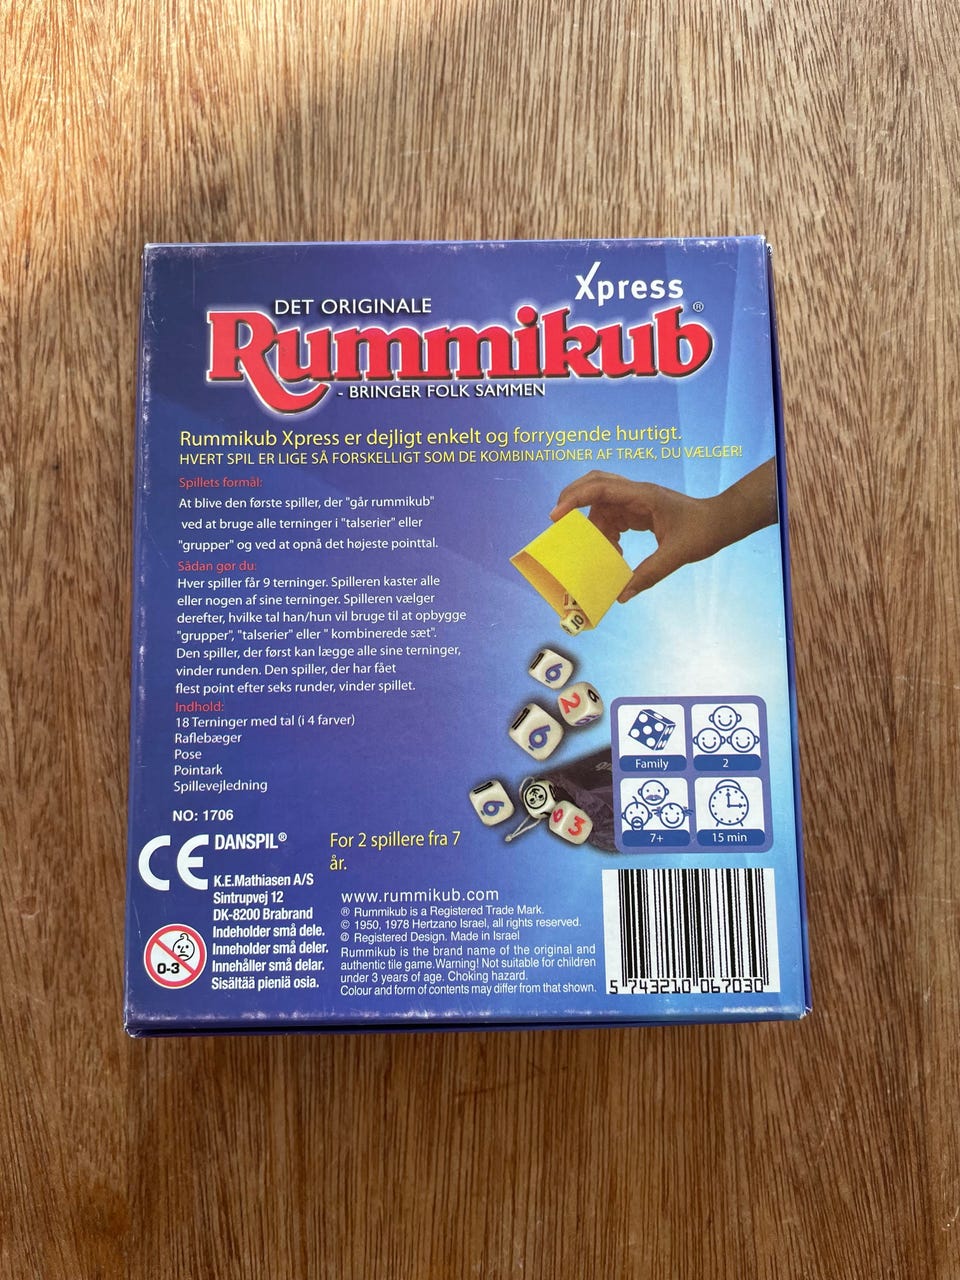 Xpress
DET ORIGINALE
Rummikub®
- BRINGER FOLK SAMMEN
Rummikub Xpress er dejligt enkelt og forrygende hurtigt.
HVERT SPIL ER LIGE SÅ FORSKELLIGT SOM DE KOMBINATIONER AF TRÆK, DU VÆLGER!
Spillets formål:
At blive den første spiller, der "går rummikub"
ved at bruge alle terninger i "talserier" eller
"grupper" og ved at opnå det højeste pointtal.
Sådan gør du:
Hver spiller får 9 terninger. Spilleren kaster alle
eller nogen af sine terninger. Spilleren vælger
derefter, hvilke tal han/hun vil bruge til at opbygge
"grupper", "talserier" eller " kombinerede sæt".
Den spiller, der først kan lægge alle sine terninger,
vinder runden. Den spiller, der har fået
flest point efter seks runder, vinder spillet.
Indhold:
18 Terninger med tal (i 4 farver)
Raflebæger
Pose
Pointark
Spillevejledning
10
6
2
6
6
3
Family
2
7+
15 min
NO: 1706
CE
DANSPIL®
K.E.Mathiasen A/S
Sintrupvej 12
DK-8200 Brabrand
Indeholder små dele.
Inneholder små deler.
Innehåller små delar.
Sisältää pieniä osia.
0-3
For 2 spillere fra 7
år.
www.rummikub.com
® Rummikub is a Registered Trade Mark.
© 1950, 1978 Hertzano Israel, all rights reserved.
Registered Design. Made in Israel
Rummikub is the brand name of the original and
authentic tile game.Warning! Not suitable for children
under 3 years of age. Choking hazard.
Colour and form of contents may differ from that shown.
5 743210 067030